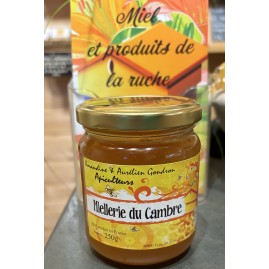 Miel
et produits de
la ruche
Amandine & Aurélien Gondran
Apiculteurs
Miellerie du Cambre
250g